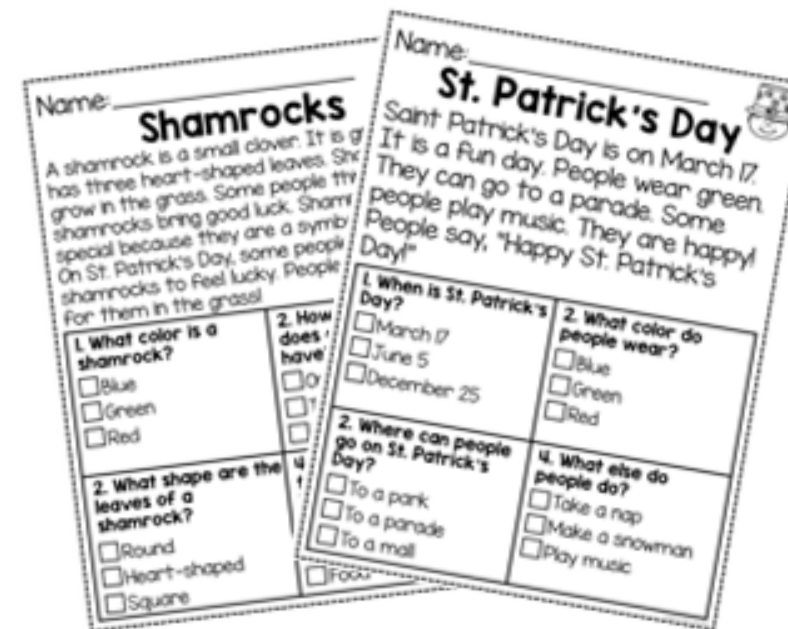 Name:
Shamrocks
A shamrock is a small clover. It is
has three heart-shaped leaves.
grow in the grass. Some people
shamrocks bring good luck.
special because they are a
On St. Patrick's Day, some
shamrocks to feel lucky. People
for them in the grass!
1. What color is a
shamrock?
Blue
Green
Red
2. How
does
have?
2. What shape are the
leaves of a
shamrock?
Round
Heart-shaped
Square
Food
Name:
St. Patrick's Day
Saint Patrick's Day is on March 17.
It is a fun day. People wear green.
They can go to a parade. Some
people play music. They are happy!
People say, "Happy St. Patrick's
Day!"
1. When is St. Patrick's
Day?
March 17
June 5
December 25
2. What color do
people wear?
Blue
Green
Red
2. Where can people
go on St. Patrick's
Day?
To a park
To a parade
To a mall
4. What else do
people do?
Take a nap
Make a snowman
Play music